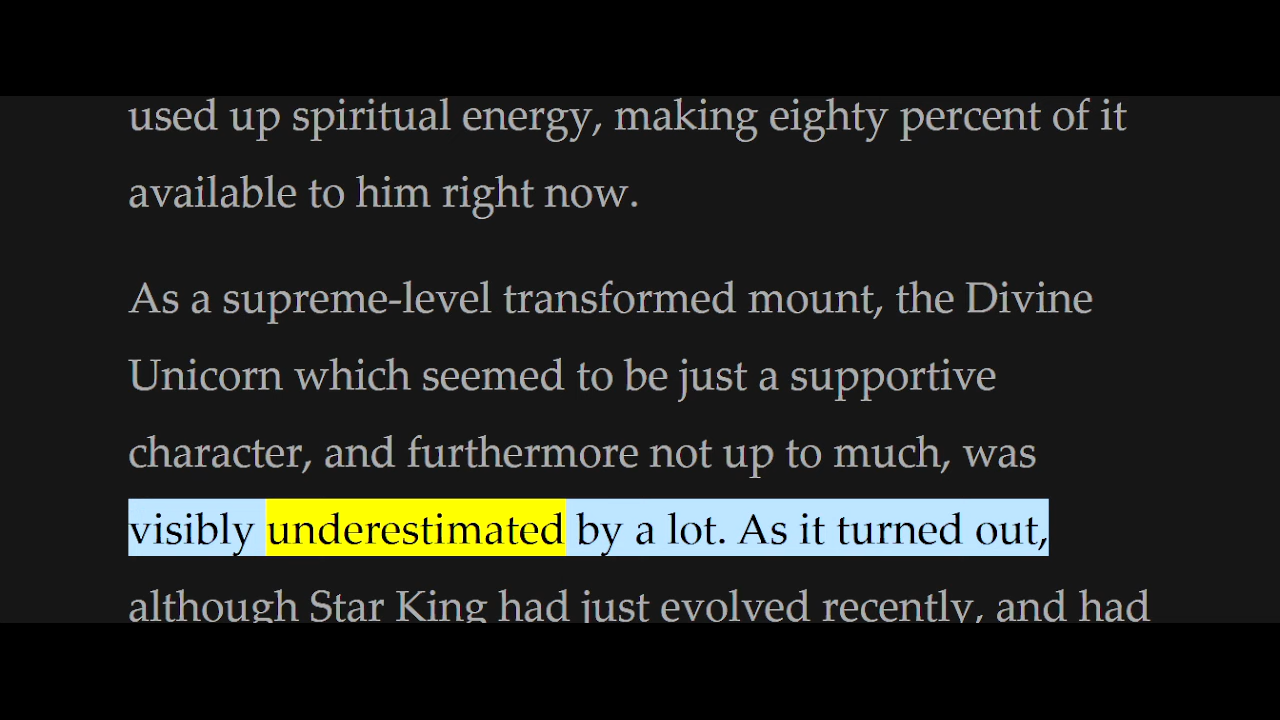 used up spiritual energy, making eighty percent of it
available to him right now.
As a supreme-level transformed mount, the Divine
Unicorn which seemed to be just a supportive
character, and furthermore not up to much, was
visibly underestimated by a lot. As it turned out,
although Star King had just evolved recently, and had